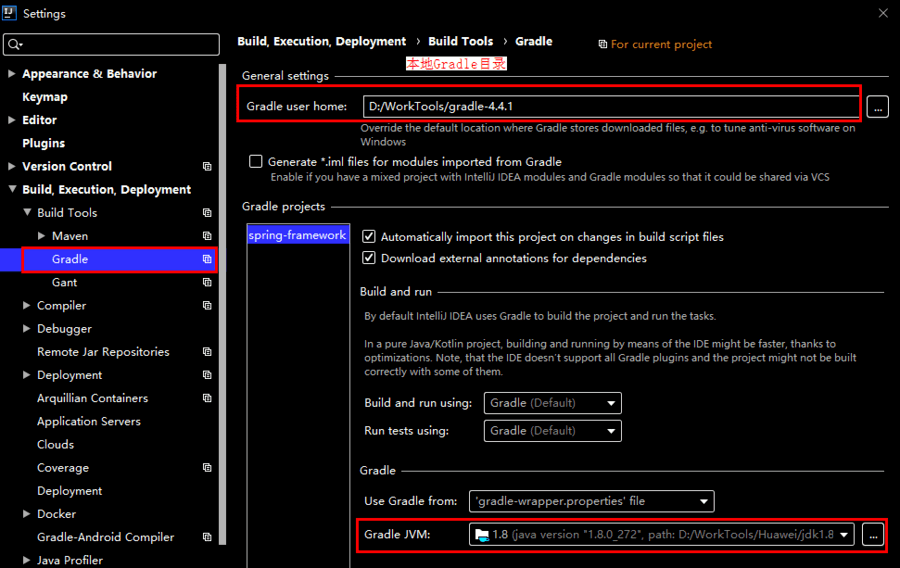 Settings
Build, Execution, Deployment › Build Tools › Gradle
For current project
本地Gradle目录
Appearance & Behavior
Keymap
Editor
Plugins
Version Control
Build, Execution, Deployment
Build Tools
Maven
Gradle
Gant
Compiler
Debugger
Remote Jar Repositories
Deployment
Arquillian Containers
Application Servers
Clouds
Coverage
Deployment
Docker
Gradle-Android Compiler
Java Profiler
General settings
Gradle user home: D:/WorkTools/gradle-4.4.1 ...
Override the default location where Gradle stores downloaded files, e.g. to tune anti-virus software on
Windows
Generate *.iml files for modules imported from Gradle
Enable if you have a mixed project with IntelliJ IDEA modules and Gradle modules so that it could be shared via VCS
Gradle projects
spring-framework
Automatically import this project on changes in build script files
Download external annotations for dependencies
Build and run
By default IntelliJ IDEA uses Gradle to build the project and run the tasks.
In a pure Java/Kotlin project, building and running by means of the IDE might be faster, thanks to
optimizations. Note, that the IDE doesn't support all Gradle plugins and the project might not be built
correctly with some of them.
Build and run using: Gradle (Default)
Run tests using: Gradle (Default)
Gradle
Use Gradle from: 'gradle-wrapper.properties' file
Gradle JVM: 1.8 (java version "1.8.0_272", path: D:/WorkTools/Huawei/jdk1.8 ...